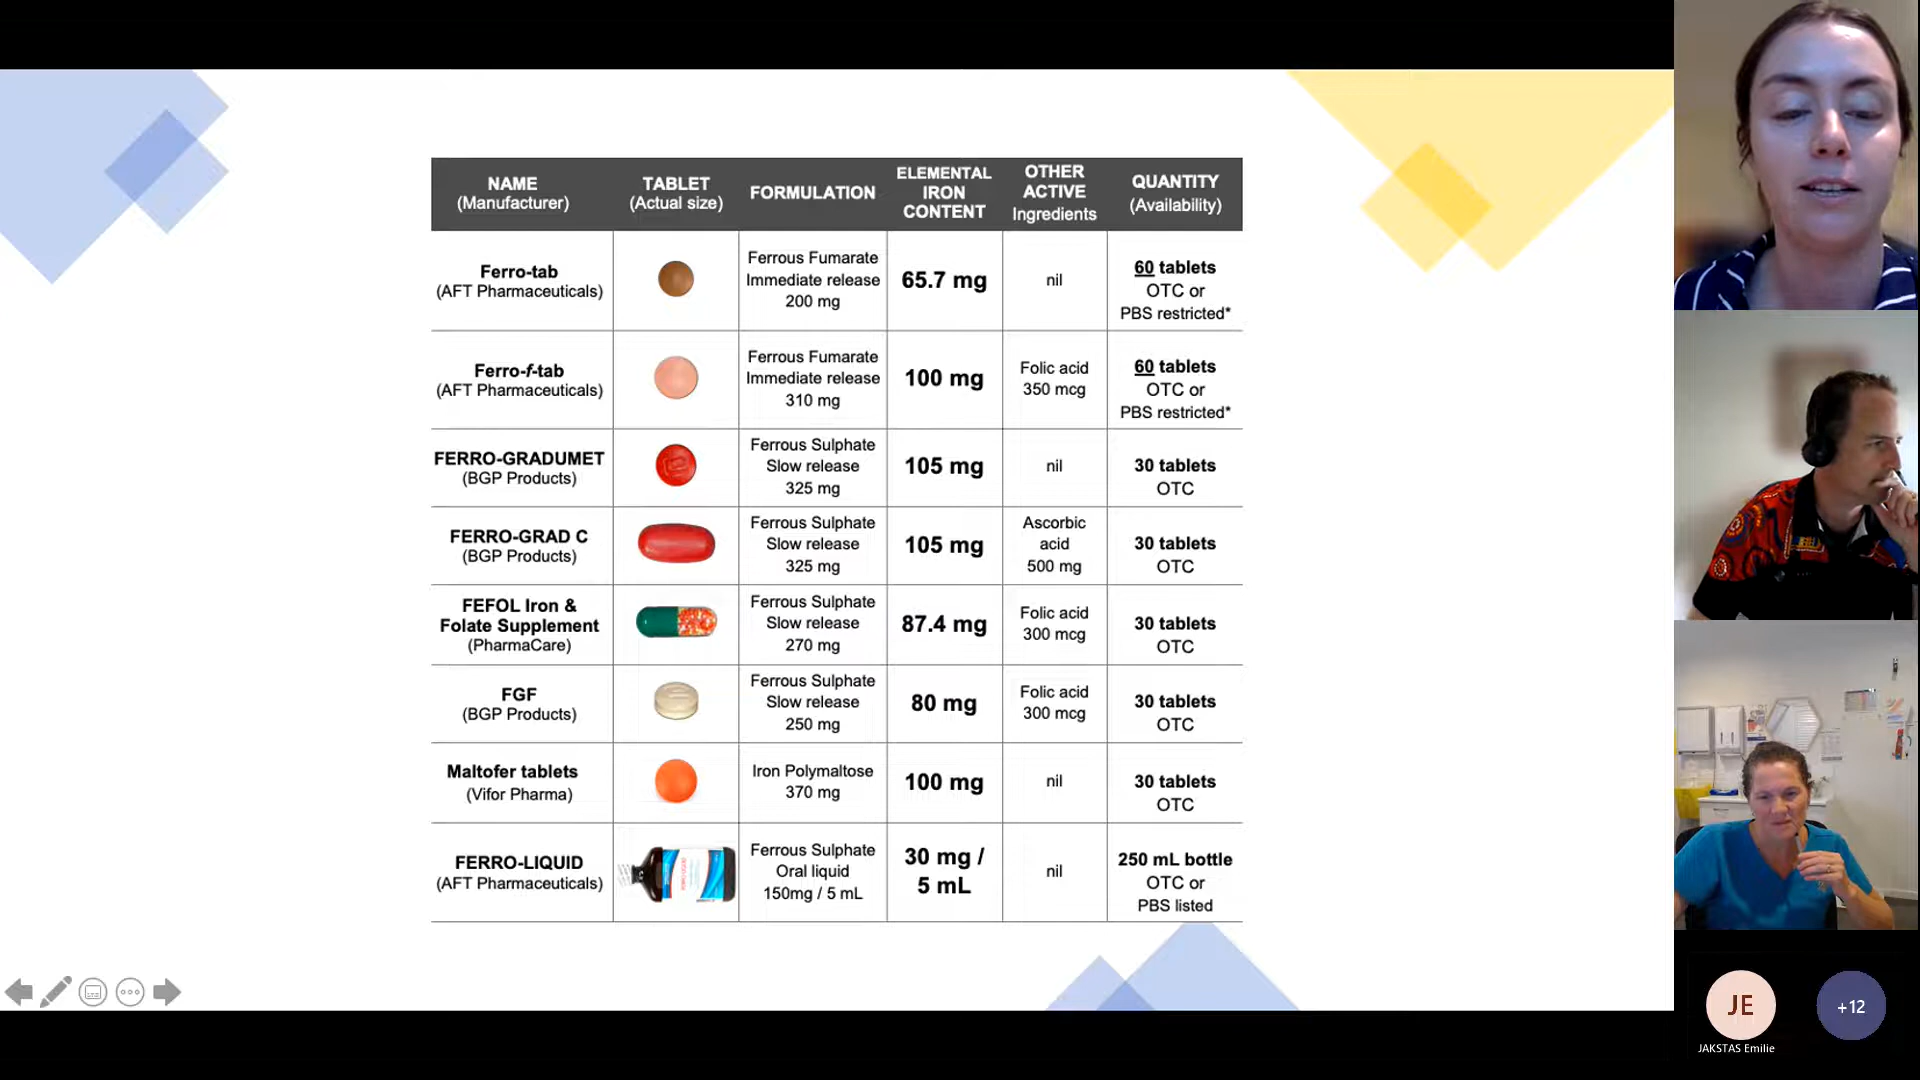 NAME
(Manufacturer)
TABLET
(Actual size)
FORMULATION
ELEMENTAL
IRON
CONTENT
OTHER
ACTIVE
Ingredients
QUANTITY
(Availability)
Ferro-tab
(AFT Pharmaceuticals)
Ferrous Fumarate
Immediate release
200 mg
65.7 mg
nil
60 tablets
OTC or
PBS restricted*
Ferro-f-tab
(AFT Pharmaceuticals)
Ferrous Fumarate
Immediate release
310 mg
100 mg
Folic acid
350 mcg
60 tablets
OTC or
PBS restricted*
FERRO-GRADUMET
(BGP Products)
Ferrous Sulphate
Slow release
325 mg
105 mg
nil
30 tablets
OTC
FERRO-GRAD C
(BGP Products)
Ferrous Sulphate
Slow release
325 mg
105 mg
Ascorbic
acid
500 mg
30 tablets
OTC
FEFOL Iron &
Folate Supplement
(PharmaCare)
Ferrous Sulphate
Slow release
270 mg
87.4 mg
Folic acid
300 mcg
30 tablets
OTC
FGF
(BGP Products)
Ferrous Sulphate
Slow release
250 mg
80 mg
Folic acid
300 mcg
30 tablets
OTC
Maltofer tablets
(Vifor Pharma)
Iron Polymaltose
370 mg
100 mg
nil
30 tablets
OTC
FERRO-LIQUID
(AFT Pharmaceuticals)
Ferrous Sulphate
Oral liquid
150mg / 5 mL
30 mg /
5 mL
nil
250 mL bottle
OTC or
PBS listed
JE
+12
JAKSTAS Emilie